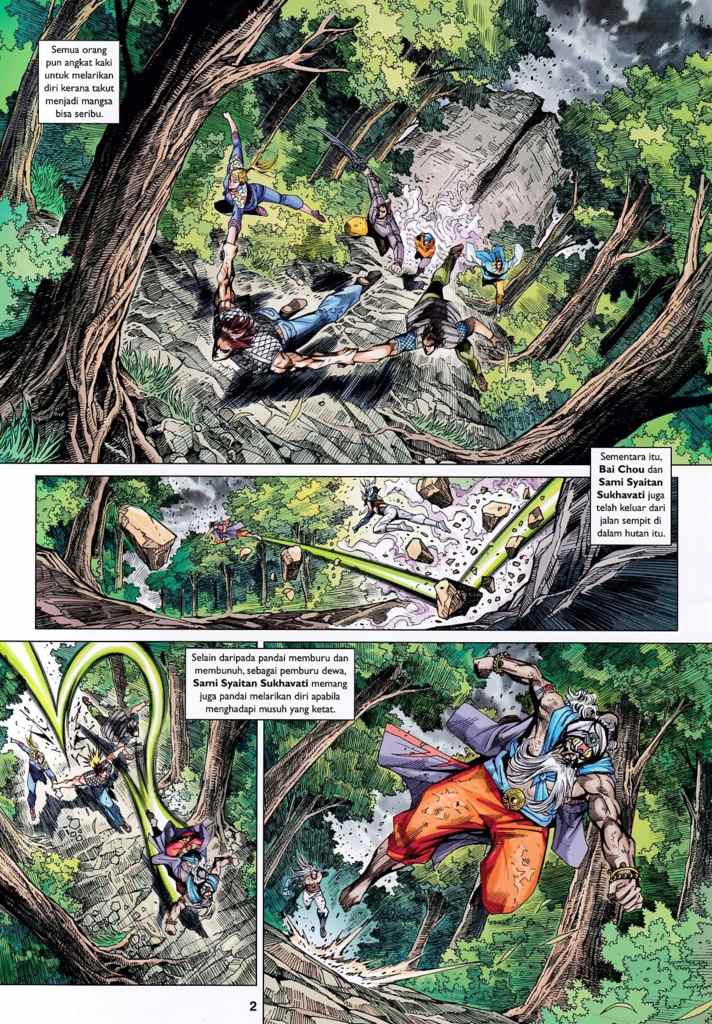 Semua orang
pun angkat kaki
untuk melarikan
diri kerana takut
menjadi mangsa
bisa seribu.
Sementara itu,
Bai Chou dan
Sami Syaitan
Sukhavati juga
telah keluar dari
jalan sempit di
dalam hutan itu.
Selain daripada pandai memburu dan
membunuh, sebagai pemburu dewa,
Sami Syaitan Sukhavati memang
juga pandai melarikan diri apabila
menghadapi musuh yang ketat.
2